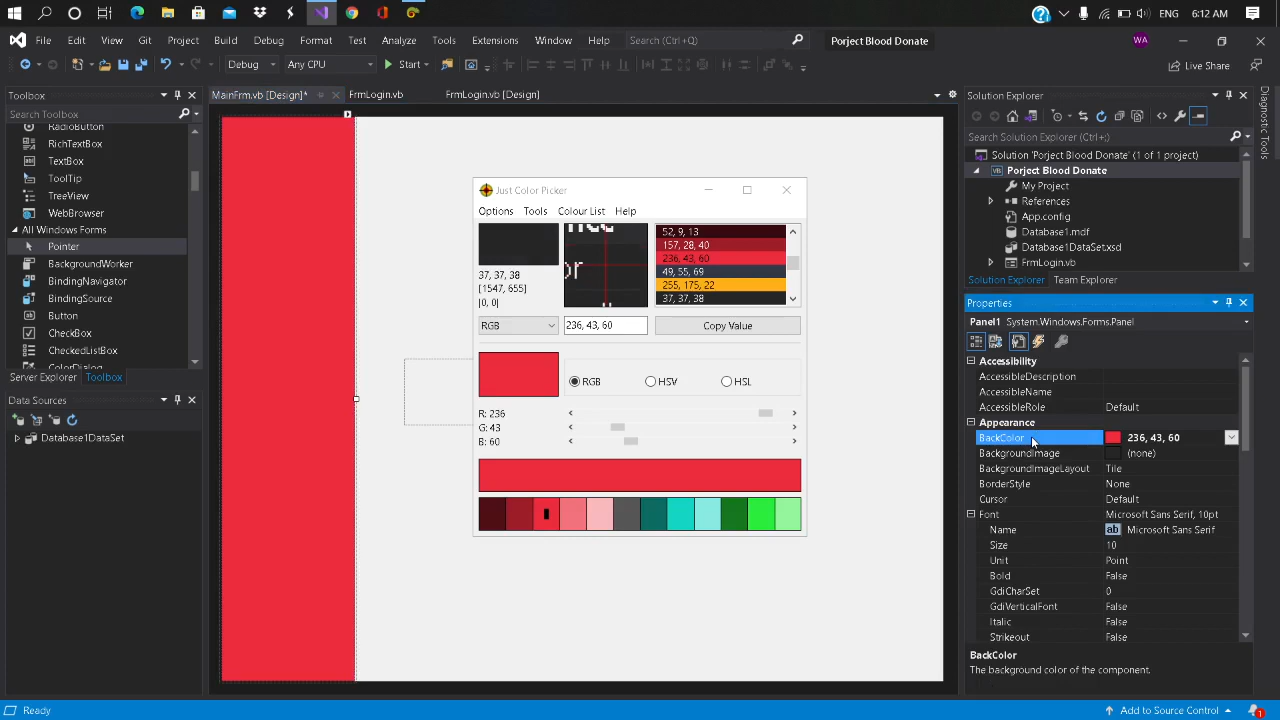 ENG 6:12 AM
File Edit View Git Project Build Debug Format Test Analyze Tools Extensions Window Help Search (Ctrl+Q) Porject Blood Donate WA
Debug Any CPU Start Live Share
Toolbox
Search Toolbox
RadioButton
RichTextBox
TextBox
ToolTip
TreeView
WebBrowser
All Windows Forms
Pointer
BackgroundWorker
BindingNavigator
BindingSource
Button
CheckBox
CheckedListBox
ColorDialog
Server Explorer Toolbox
Data Sources
Database1DataSet
MainFrm.vb [Design]* FrmLogin.vb FrmLogin.vb [Design]
Just Color Picker
Options Tools Colour List Help
37, 37, 38
[1547, 655]
[0, 0]
or
52, 9, 13
157, 28, 40
236, 43, 60
49, 55, 69
255, 175, 22
37, 37, 38
RGB 236, 43, 60 Copy Value
RGB HSV HSL
R: 236
G: 43
B: 60
Solution Explorer
Search Solution Explorer (Ctrl+;)
Solution 'Porject Blood Donate' (1 of 1 project)
VB Porject Blood Donate
My Project
References
App.config
Database1.mdf
Database1DataSet.xsd
FrmLogin.vb
Solution Explorer Team Explorer
Properties
Panel1 System.Windows.Forms.Panel
Accessibility
AccessibleDescription
AccessibleName
AccessibleRole Default
Appearance
BackColor 236, 43, 60
BackgroundImage (none)
BackgroundImageLayout Tile
BorderStyle None
Cursor Default
Font Microsoft Sans Serif, 10pt
Name ab Microsoft Sans Serif
Size 10
Unit Point
Bold False
GdiCharSet 0
GdiVerticalFont False
Italic False
Strikeout False
BackColor
The background color of the component.
Diagnostic Tools
Ready Add to Source Control 1